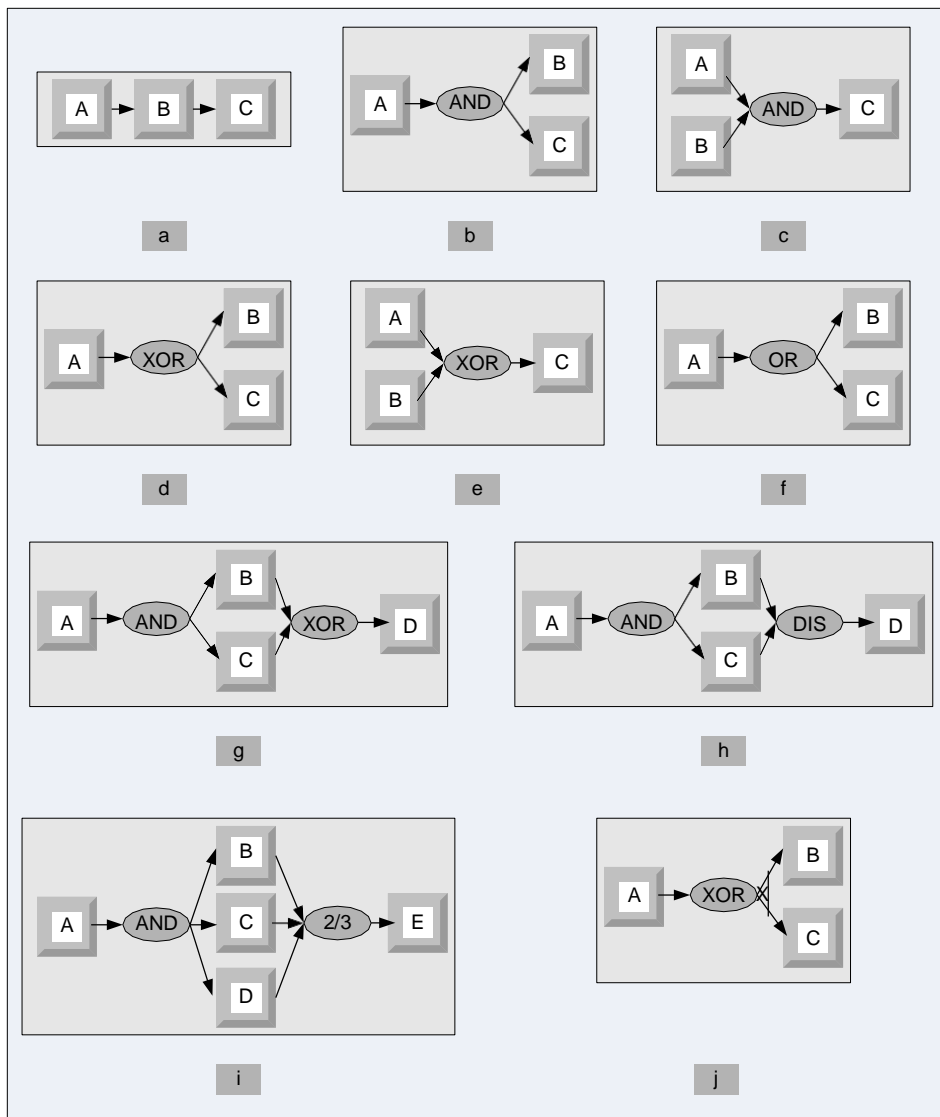 A B C
A AND B C
A B AND C
a
b
c
A XOR B C
A B XOR C
A OR B C
d
e
f
A AND B C XOR D
A AND B C DIS D
g
h
A AND B C D 2/3 E
A XOR B C
i
j